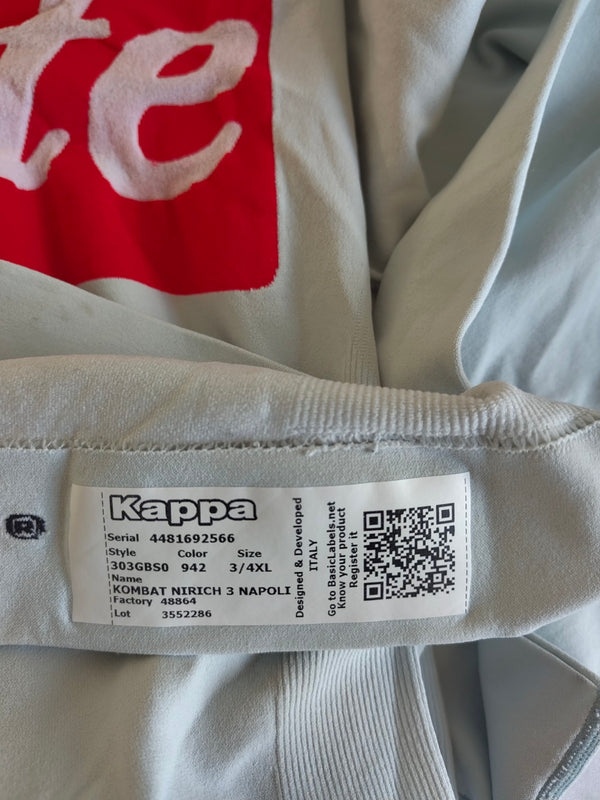 te
Kappa
Serial 4481692566
Style Color Size
303GBS0 942 3/4XL
Name
KOMBAT NIRICH 3 NAPOLI
Factory 48864
Lot 3552286
Designed & Developed
ITALY
Go to BasicLabels.net
Know your product
Register it